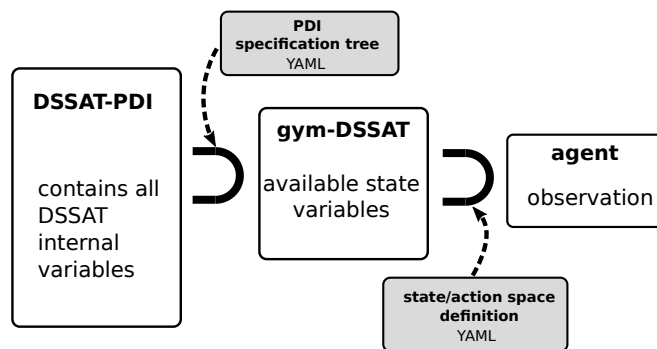 PDI
specification tree
YAML
DSSAT-PDI
contains all
DSSAT
internal
variables
gym-DSSAT
available state
variables
agent
observation
state/action space
definition
YAML